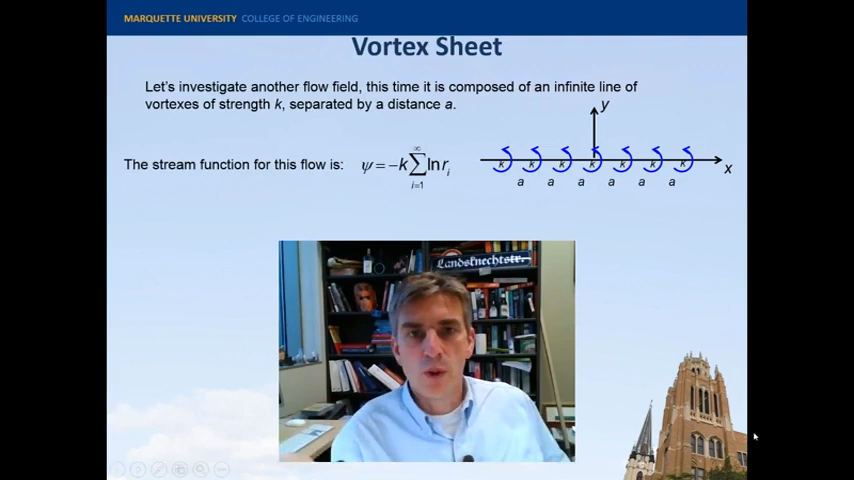 MARQUETTE UNIVERSITY COLLEGE OF ENGINEERING
Vortex Sheet
Let's investigate another flow field, this time it is composed of an infinite line of
vortexes of strength k, separated by a distance a.
y
The stream function for this flow is: ψ = −k ∑_{i=1}^{∞} ln r_i
k k k k k k k
x
a a a a a a
Landsknechtstr.